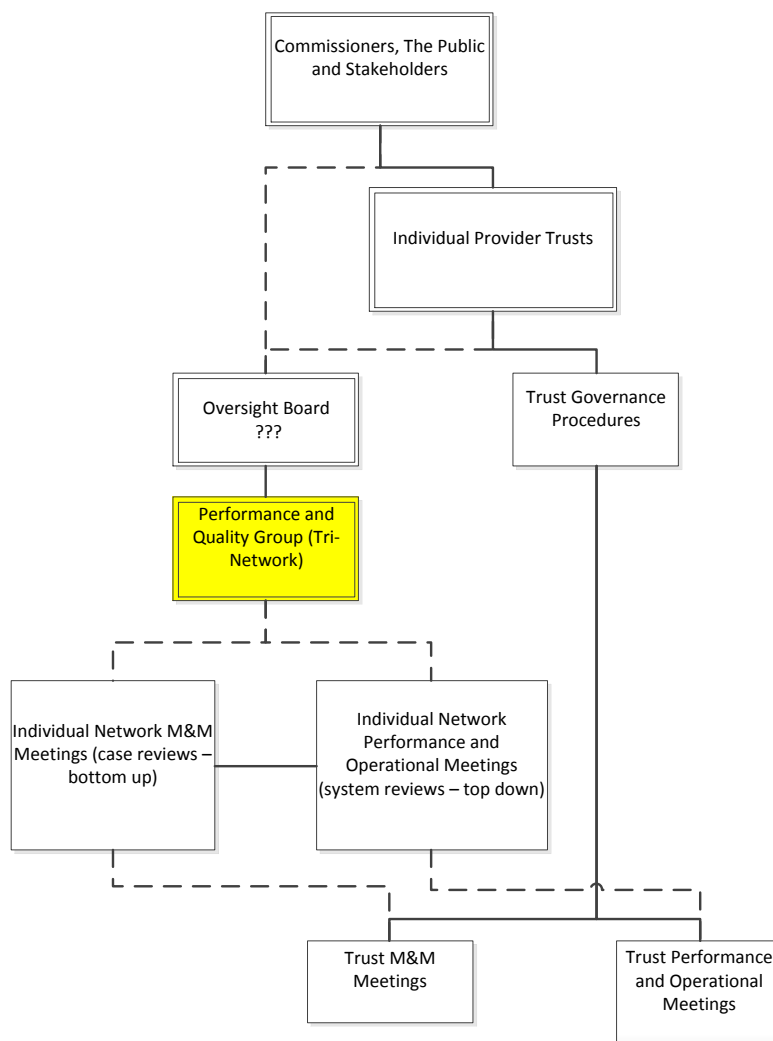 Commissioners, The Public
and Stakeholders
Individual Provider Trusts
Oversight Board
???
Trust Governance
Procedures
Performance and
Quality Group (Tri-
Network)
Individual Network M&M
Meetings (case reviews –
bottom up)
Individual Network
Performance and
Operational Meetings
(system reviews – top down)
Trust M&M
Meetings
Trust Performance
and Operational
Meetings